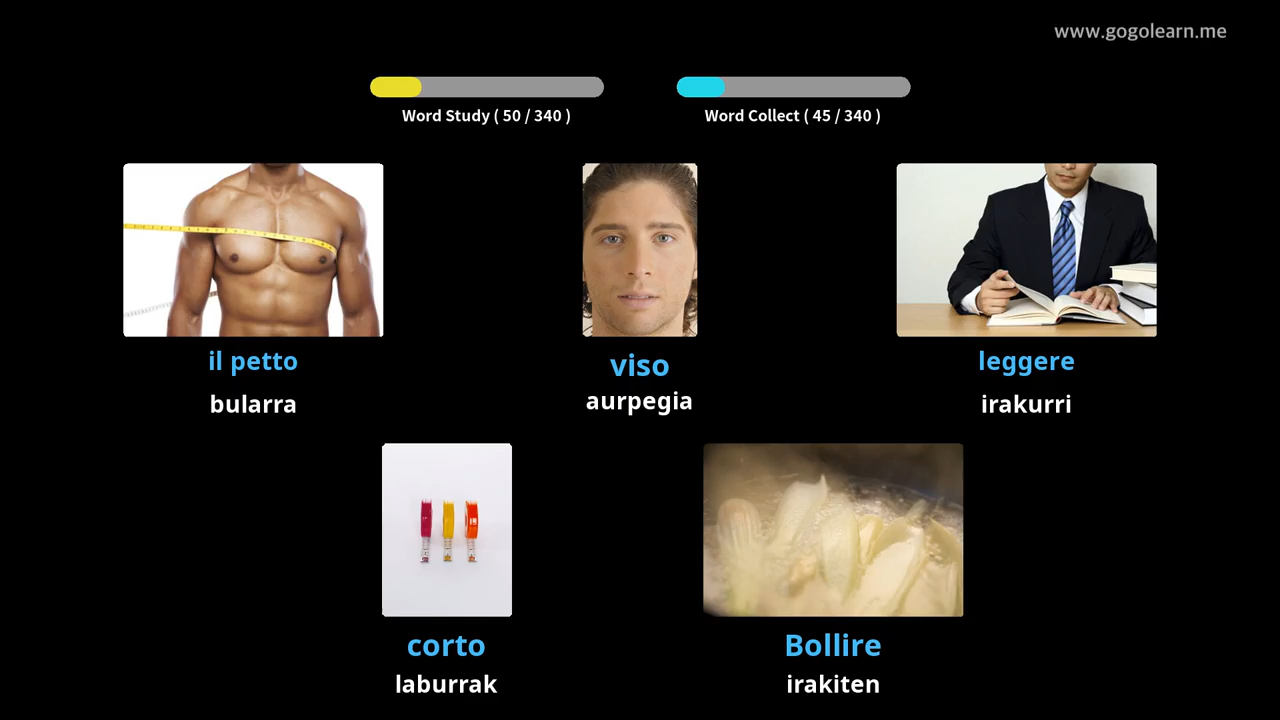 www.gogolearn.me
Word Study ( 50 / 340 )
Word Collect ( 45 / 340 )
il petto
bularra
viso
aurpegia
leggere
irakurri
corto
laburrak
Bollire
irakiten